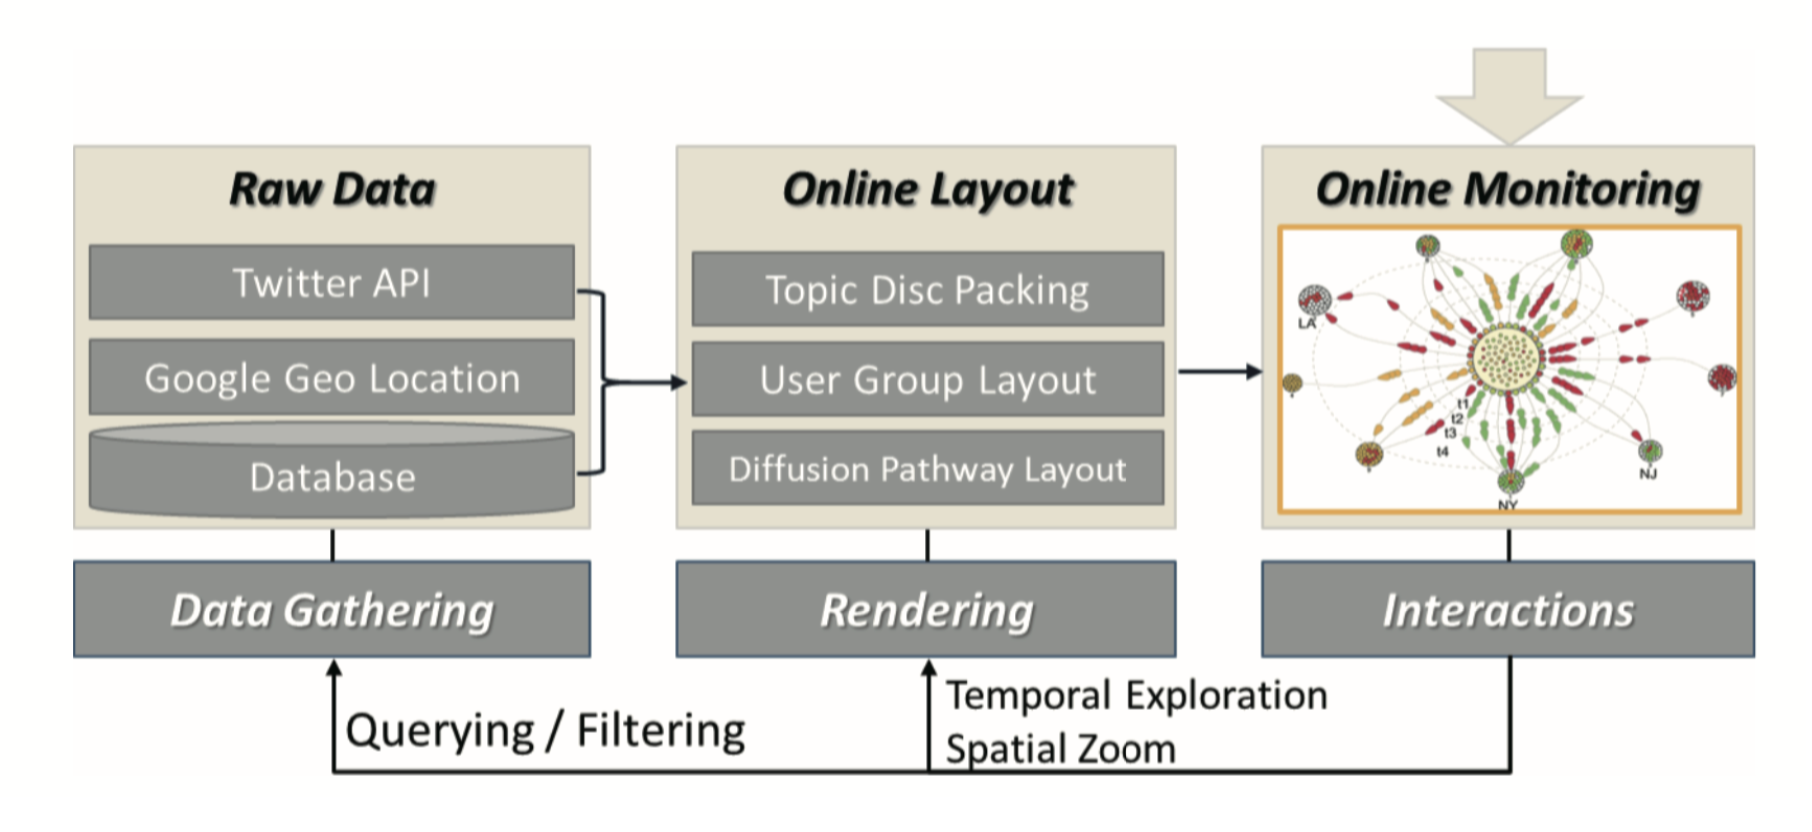 Raw Data
Twitter API
Google Geo Location
Database
Data Gathering
Online Layout
Topic Disc Packing
User Group Layout
Diffusion Pathway Layout
Rendering
Online Monitoring
LA
t1
t2
t3
t4
NY
NJ
Interactions
Querying / Filtering
Temporal Exploration
Spatial Zoom